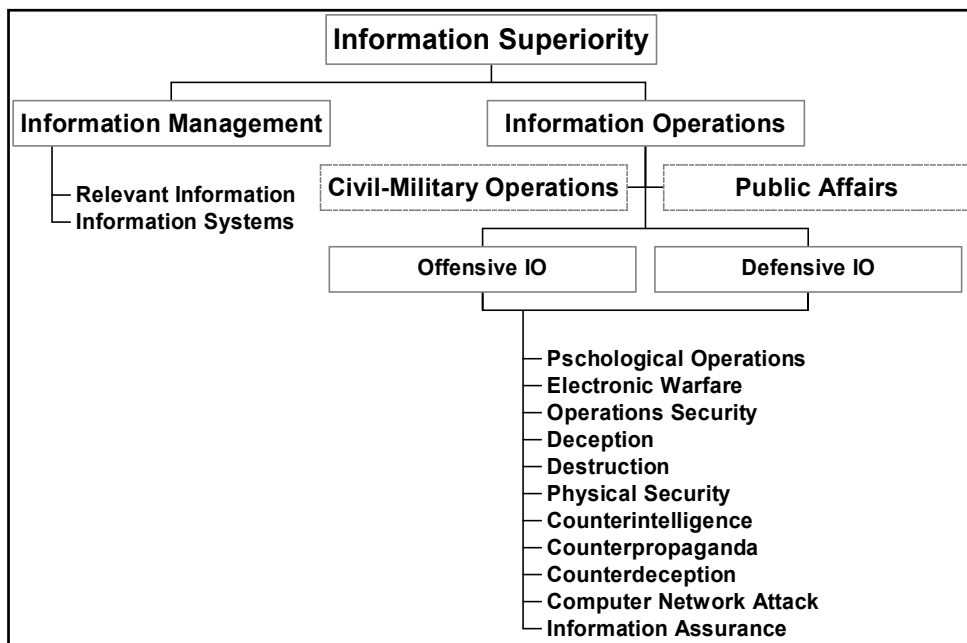 Information Superiority
Information Management
Information Operations
Relevant Information
Information Systems
Civil-Military Operations
Public Affairs
Offensive IO
Defensive IO
Pschological Operations
Electronic Warfare
Operations Security
Deception
Destruction
Physical Security
Counterintelligence
Counterpropaganda
Counterdeception
Computer Network Attack
Information Assurance